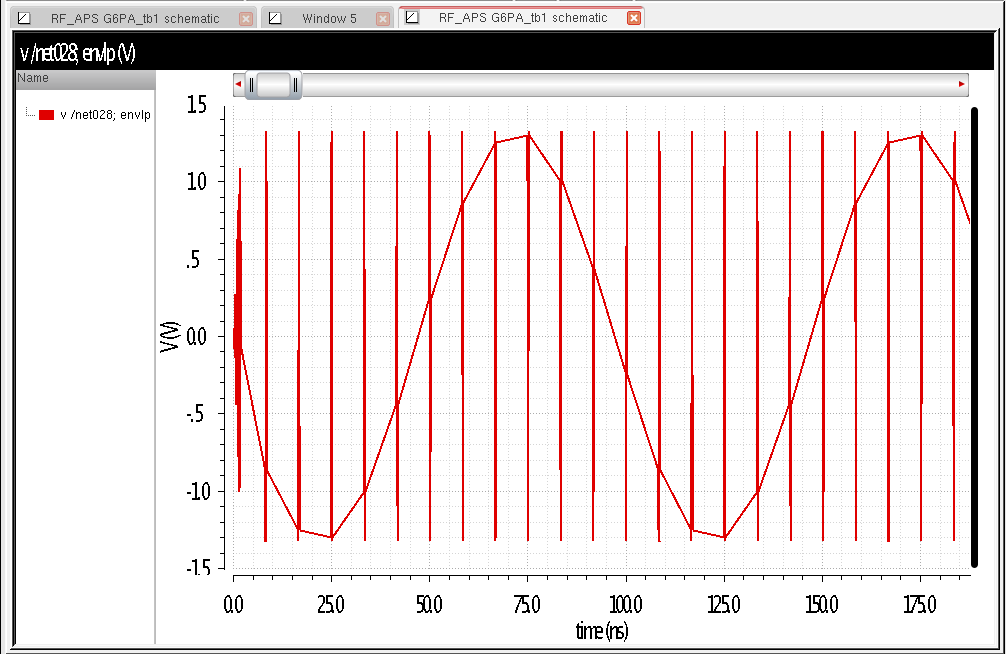 RF_APS G6PA_tb1 schematic
Window 5
RF_APS G6PA_tb1 schematic
v /net028; envlp (V)
Name
v /net028; envlp
1.5
1.0
.5
0.0
-.5
-1.0
-1.5
V (V)
0.0 25.0 50.0 75.0 100.0 125.0 150.0 175.0
time (ns)